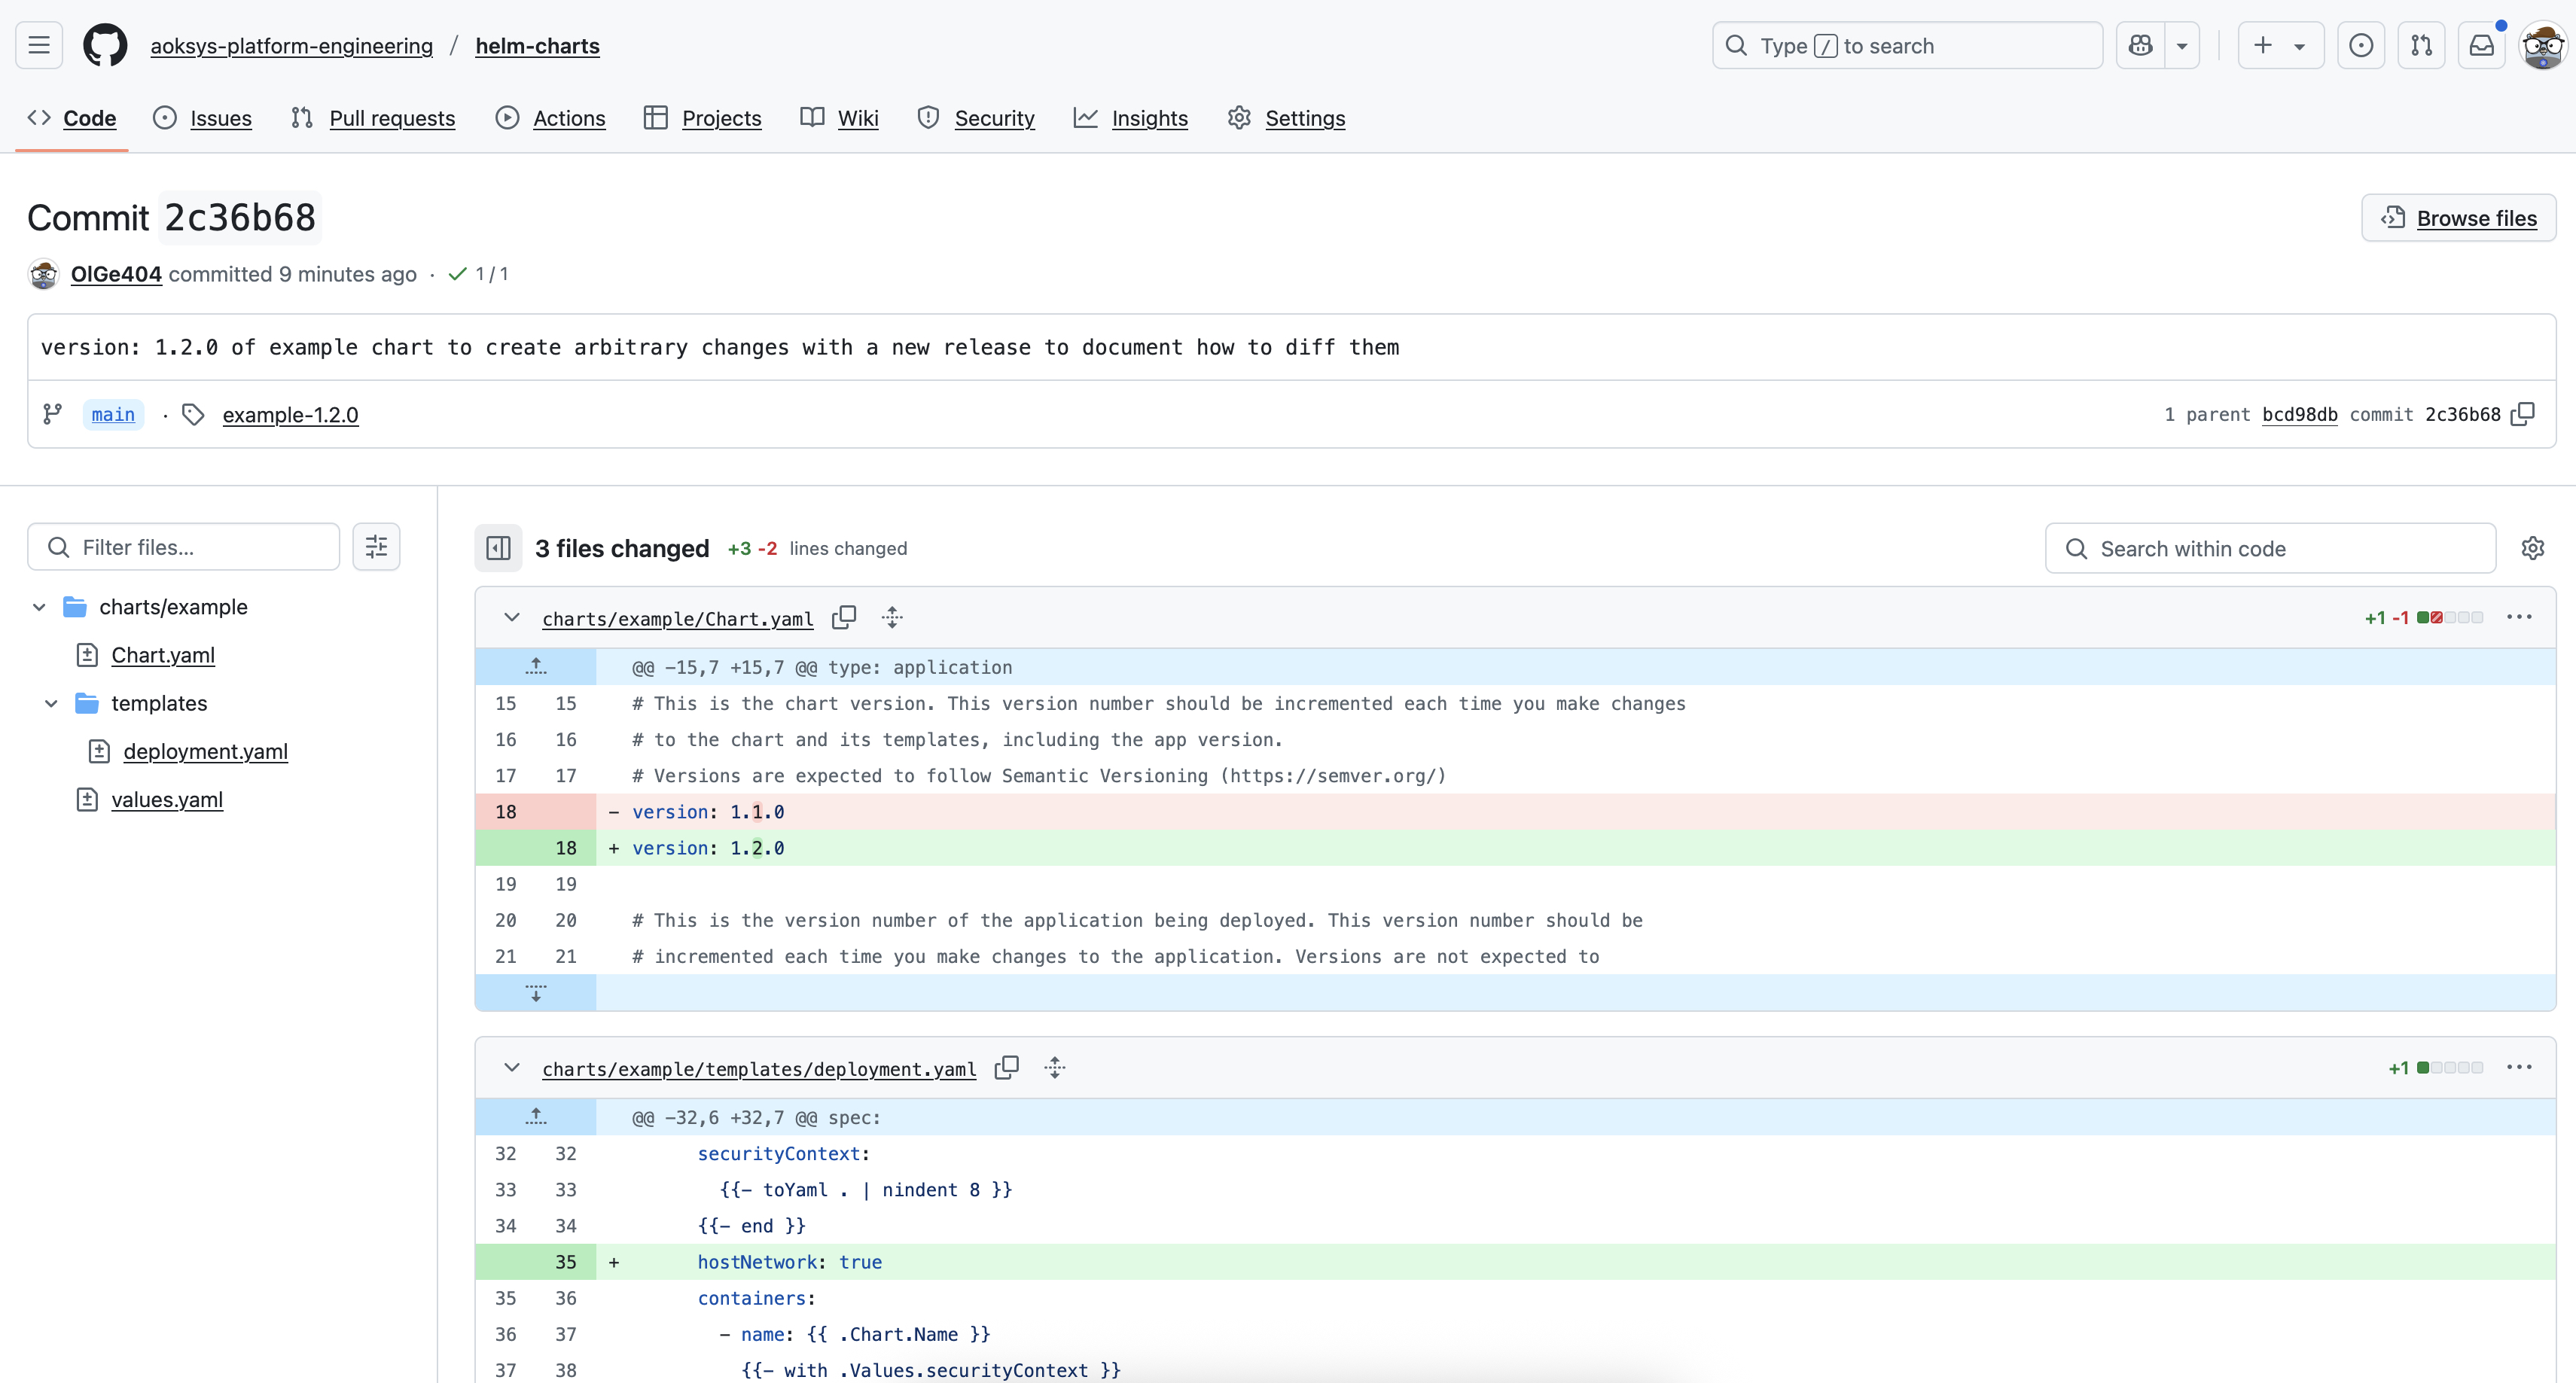 aoksys-platform-engineering / helm-charts
Type / to search
Code Issues Pull requests Actions Projects Wiki Security Insights Settings
Commit 2c36b68
Browse files
OlGe404 committed 9 minutes ago · 1 / 1
version: 1.2.0 of example chart to create arbitrary changes with a new release to document how to diff them
main · example-1.2.0
1 parent bcd98db commit 2c36b68
Filter files...
charts/example
Chart.yaml
templates
deployment.yaml
values.yaml
3 files changed +3 -2 lines changed
Search within code
charts/example/Chart.yaml +1 -1
@@ -15,7 +15,7 @@ type: application
15 15 # This is the chart version. This version number should be incremented each time you make changes
16 16 # to the chart and its templates, including the app version.
17 17 # Versions are expected to follow Semantic Versioning (https://semver.org/)
18 - version: 1.1.0
18 + version: 1.2.0
19 19
20 20 # This is the version number of the application being deployed. This version number should be
21 21 # incremented each time you make changes to the application. Versions are not expected to
charts/example/templates/deployment.yaml +1
@@ -32,6 +32,7 @@ spec:
32 32 securityContext:
33 33 {{- toYaml . | nindent 8 }}
34 34 {{- end }}
35 + hostNetwork: true
35 36 containers:
36 37 - name: {{ .Chart.Name }}
37 38 {{- with .Values.securityContext }}